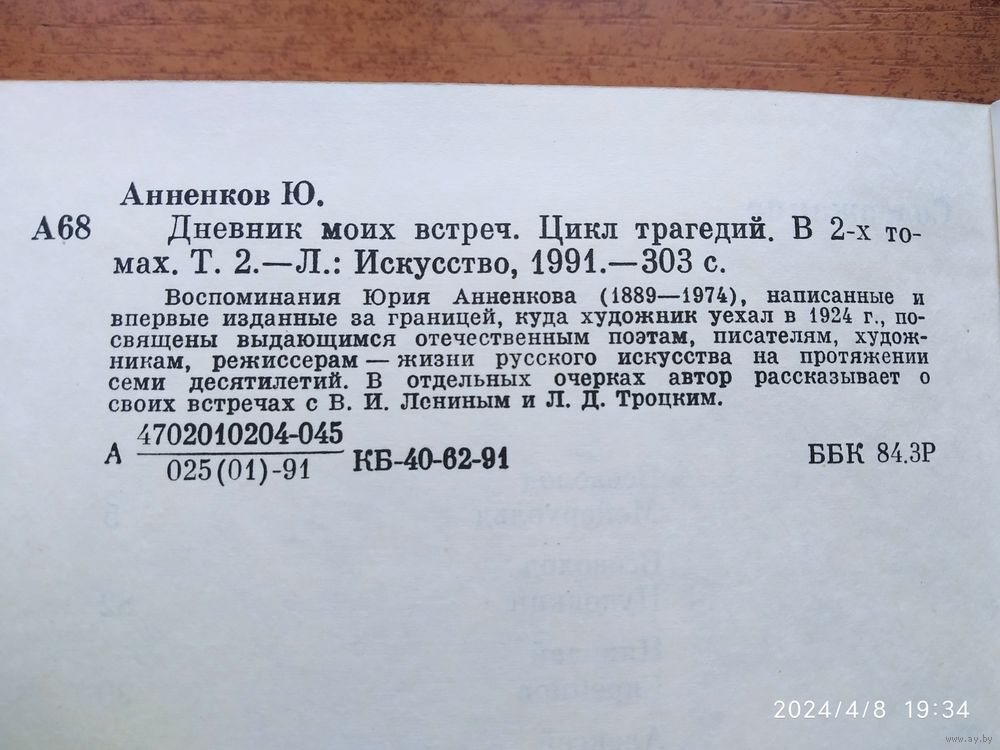 Анненков Ю.
А68 Дневник моих встреч. Цикл трагедий. В 2-х то-
мах. Т. 2.—Л.: Искусство, 1991.—303 с.
Воспоминания Юрия Анненкова (1889—1974), написанные и
впервые изданные за границей, куда художник уехал в 1924 г., по-
священы выдающимся отечественным поэтам, писателям, худож-
никам, режиссерам — жизни русского искусства на протяжении
семи десятилетий. В отдельных очерках автор рассказывает о
своих встречах с В. И. Лениным и Л. Д. Троцким.
А 4702010204-045
025(01)-91 КБ-40-62-91 ББК 84.3Р
2024/4/8 19:34
www.ay.by